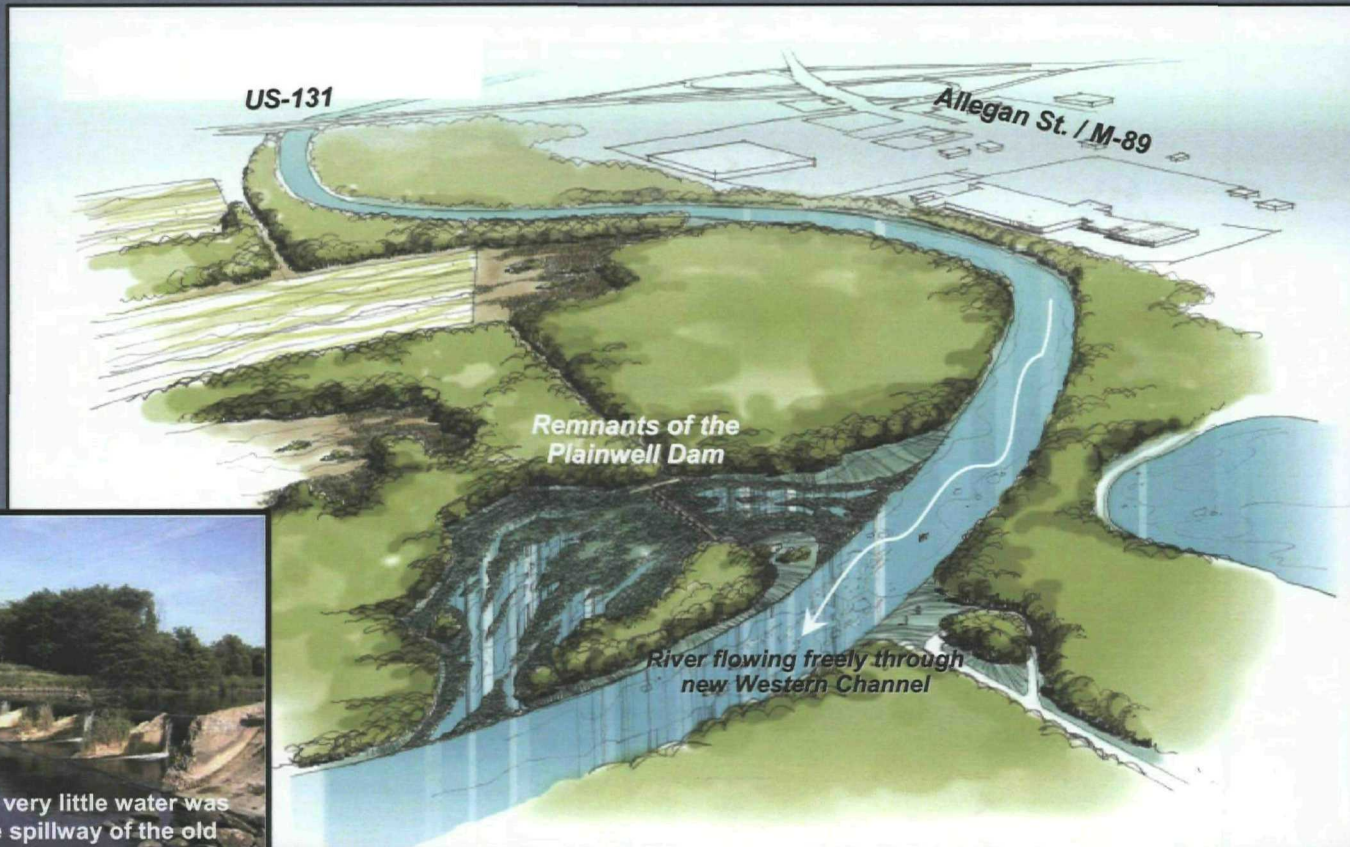 US-131
Allegan St. / M-89
Remnants of the
Plainwell Dam
River flowing freely through
new Western Channel
very little water was
spillway of the old